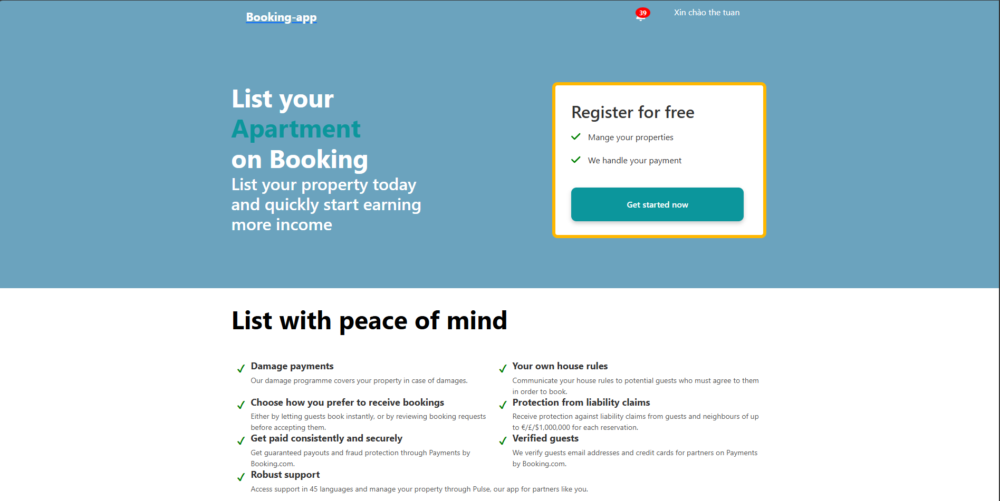 Booking-app
39
Xin chào the tuan
List your
Apartment
on Booking
List your property today
and quickly start earning
more income
Register for free
Mange your properties
We handle your payment
Get started now
List with peace of mind
Damage payments
Our damage programme covers your property in case of damages.
Your own house rules
Communicate your house rules to potential guests who must agree to them
in order to book.
Choose how you prefer to receive bookings
Either by letting guests book instantly, or by reviewing booking requests
before accepting them.
Protection from liability claims
Receive protection against liability claims from guests and neighbours of up
to €/£/$1,000,000 for each reservation.
Get paid consistently and securely
Get guaranteed payouts and fraud protection through Payments by
Booking.com.
Verified guests
We verify guests email addresses and credit cards for partners on Payments
by Booking.com.
Robust support
Access support in 45 languages and manage your property through Pulse, our app for partners like you.